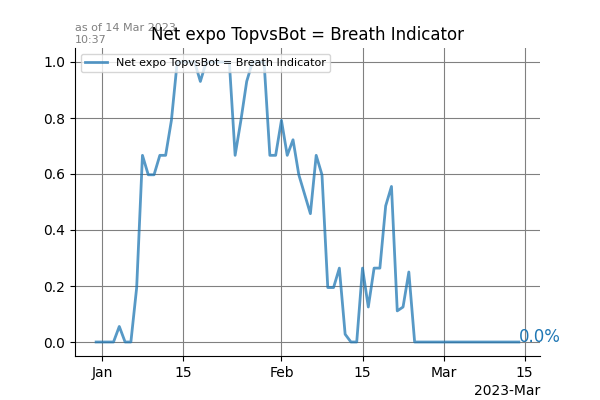 as of 14 Mar 2023
10:37
Net expo TopvsBot = Breath Indicator
Net expo TopvsBot = Breath Indicator
1.0
0.8
0.6
0.4
0.2
0.0
0.0%
Jan 15 Feb 15 Mar 15
2023-Mar